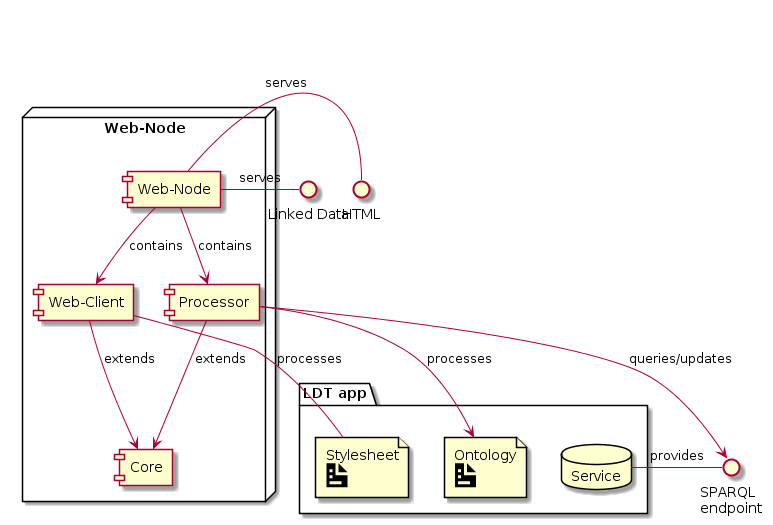 serves
Web-Node
Web-Node
serves
Linked Data
HTML
contains
contains
Web-Client
Processor
extends
extends
processes
processes
queries/updates
LDT app
Stylesheet
Ontology
Service
provides
Core
SPARQL
endpoint